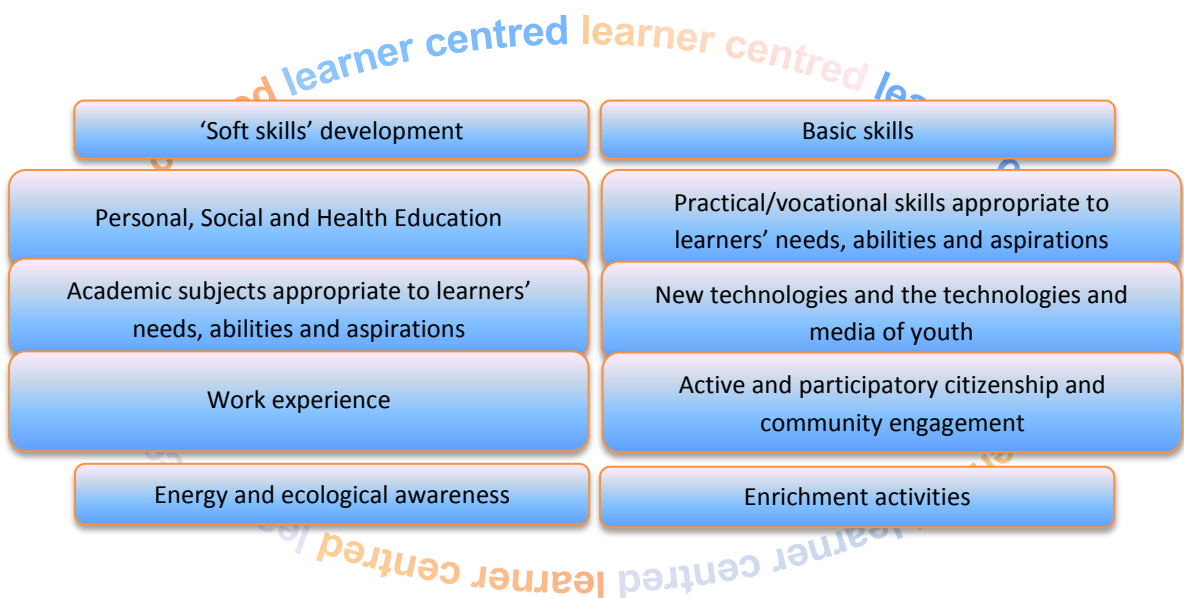 learner centred learner centred
'Soft skills' development
Basic skills
Personal, Social and Health Education
Practical/vocational skills appropriate to
learners' needs, abilities and aspirations
Academic subjects appropriate to learners'
needs, abilities and aspirations
New technologies and the technologies and
media of youth
Work experience
Active and participatory citizenship and
community engagement
Energy and ecological awareness
Enrichment activities
learner centred learner centred